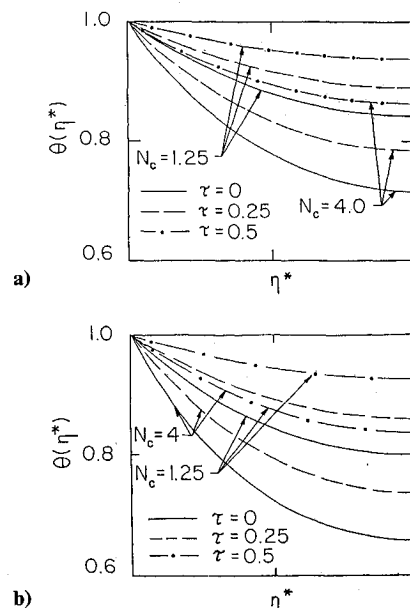 1.0
0.8
0.6
θ(η*)
N_c = 1.25
N_c = 4.0
τ = 0
τ = 0.25
τ = 0.5
η*
a)
1.0
0.8
0.6
θ(η*)
N_c = 4
N_c = 1.25
τ = 0
τ = 0.25
τ = 0.5
η*
b)